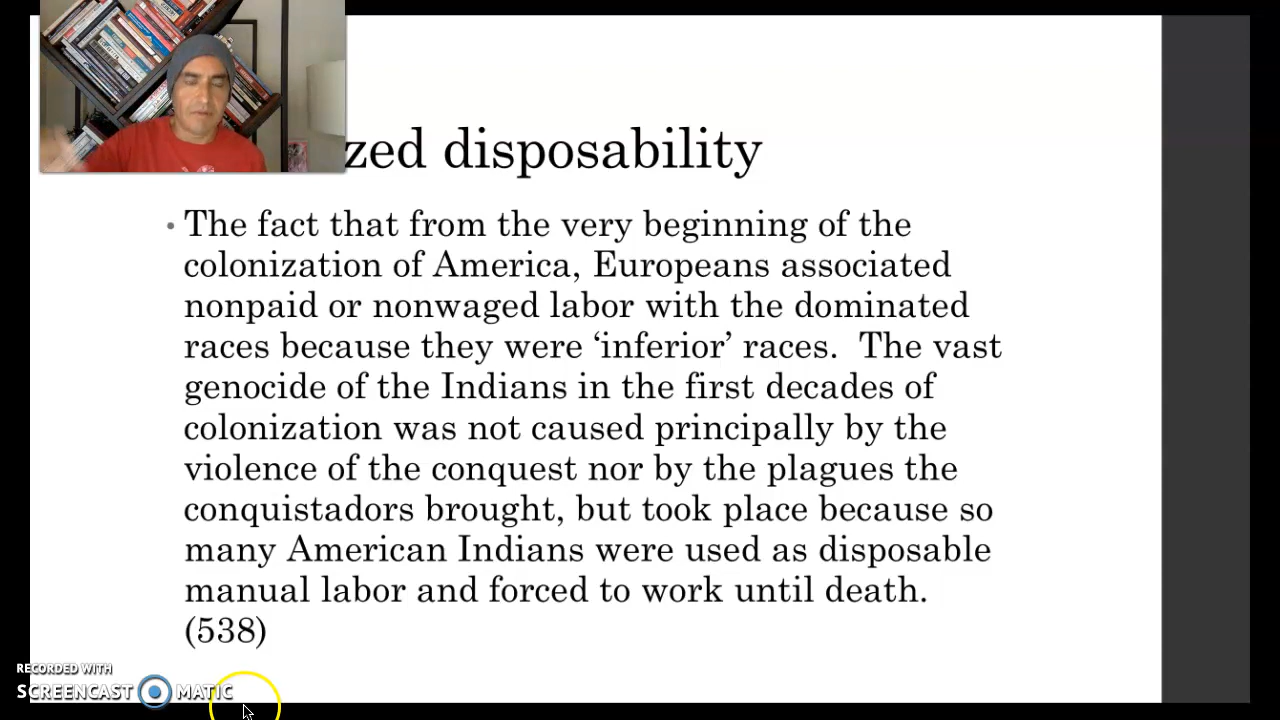 zed disposability
• The fact that from the very beginning of the
colonization of America, Europeans associated
nonpaid or nonwaged labor with the dominated
races because they were ‘inferior’ races.  The vast
genocide of the Indians in the first decades of
colonization was not caused principally by the
violence of the conquest nor by the plagues the
conquistadors brought, but took place because so
many American Indians were used as disposable
manual labor and forced to work until death.
(538)
RECORDED WITH
SCREENCAST MATIC